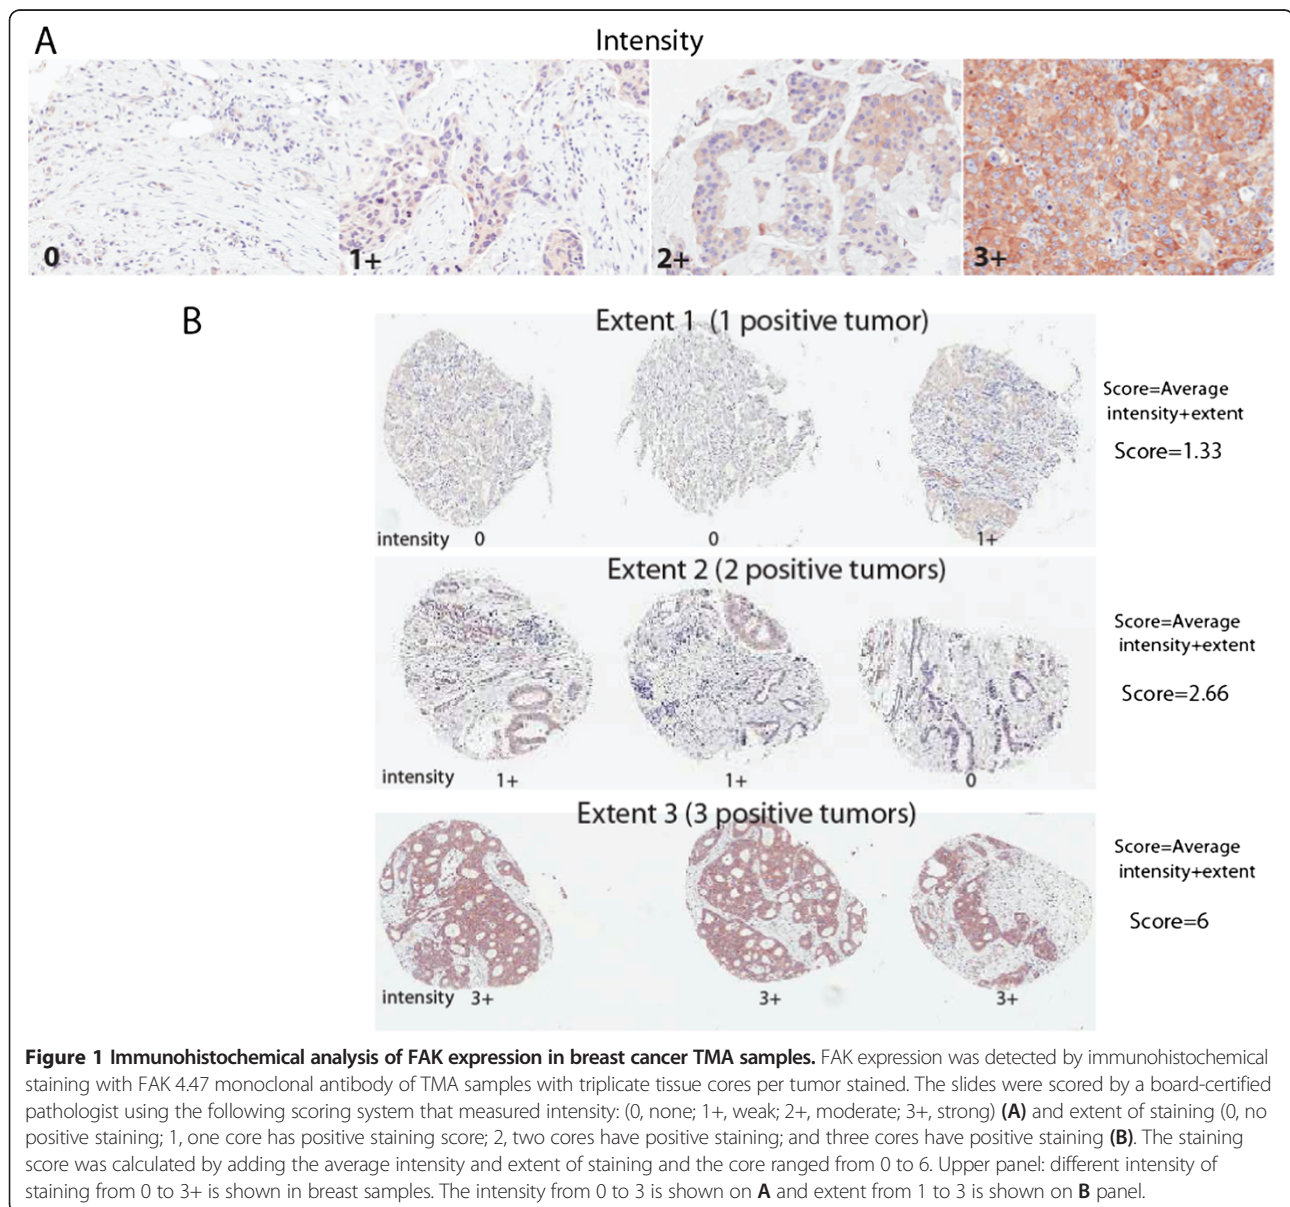 A
Intensity
0
1+
2+
3+
B
Extent 1 (1 positive tumor)
Score=Average
intensity+extent
Score=1.33
intensity 0
0
1+
Extent 2 (2 positive tumors)
Score=Average
intensity+extent
Score=2.66
intensity 1+
1+
0
Extent 3 (3 positive tumors)
Score=Average
intensity+extent
Score=6
intensity 3+
3+
3+
Figure 1 Immunohistochemical analysis of FAK expression in breast cancer TMA samples. FAK expression was detected by immunohistochemical
staining with FAK 4.47 monoclonal antibody of TMA samples with triplicate tissue cores per tumor stained. The slides were scored by a board-certified
pathologist using the following scoring system that measured intensity: (0, none; 1+, weak; 2+, moderate; 3+, strong) (A) and extent of staining (0, no
positive staining; 1, one core has positive staining score; 2, two cores have positive staining; and three cores have positive staining (B). The staining
score was calculated by adding the average intensity and extent of staining and the core ranged from 0 to 6. Upper panel: different intensity of
staining from 0 to 3+ is shown in breast samples. The intensity from 0 to 3 is shown on A and extent from 1 to 3 is shown on B panel.